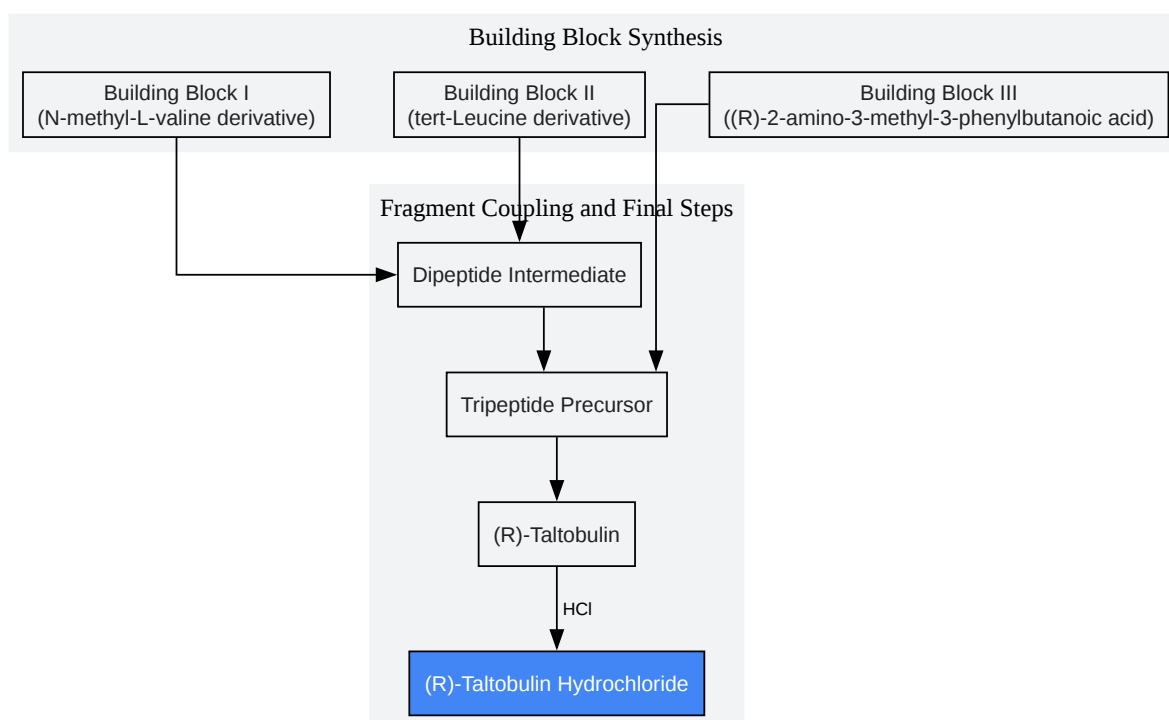 Building Block Synthesis
Building Block I
(N-methyl-L-valine derivative)
Building Block II
(tert-Leucine derivative)
Building Block III
((R)-2-amino-3-methyl-3-phenylbutanoic acid)
Fragment Coupling and Final Steps
Dipeptide Intermediate
Tripeptide Precursor
(R)-Taltobulin
HCl
(R)-Taltobulin Hydrochloride